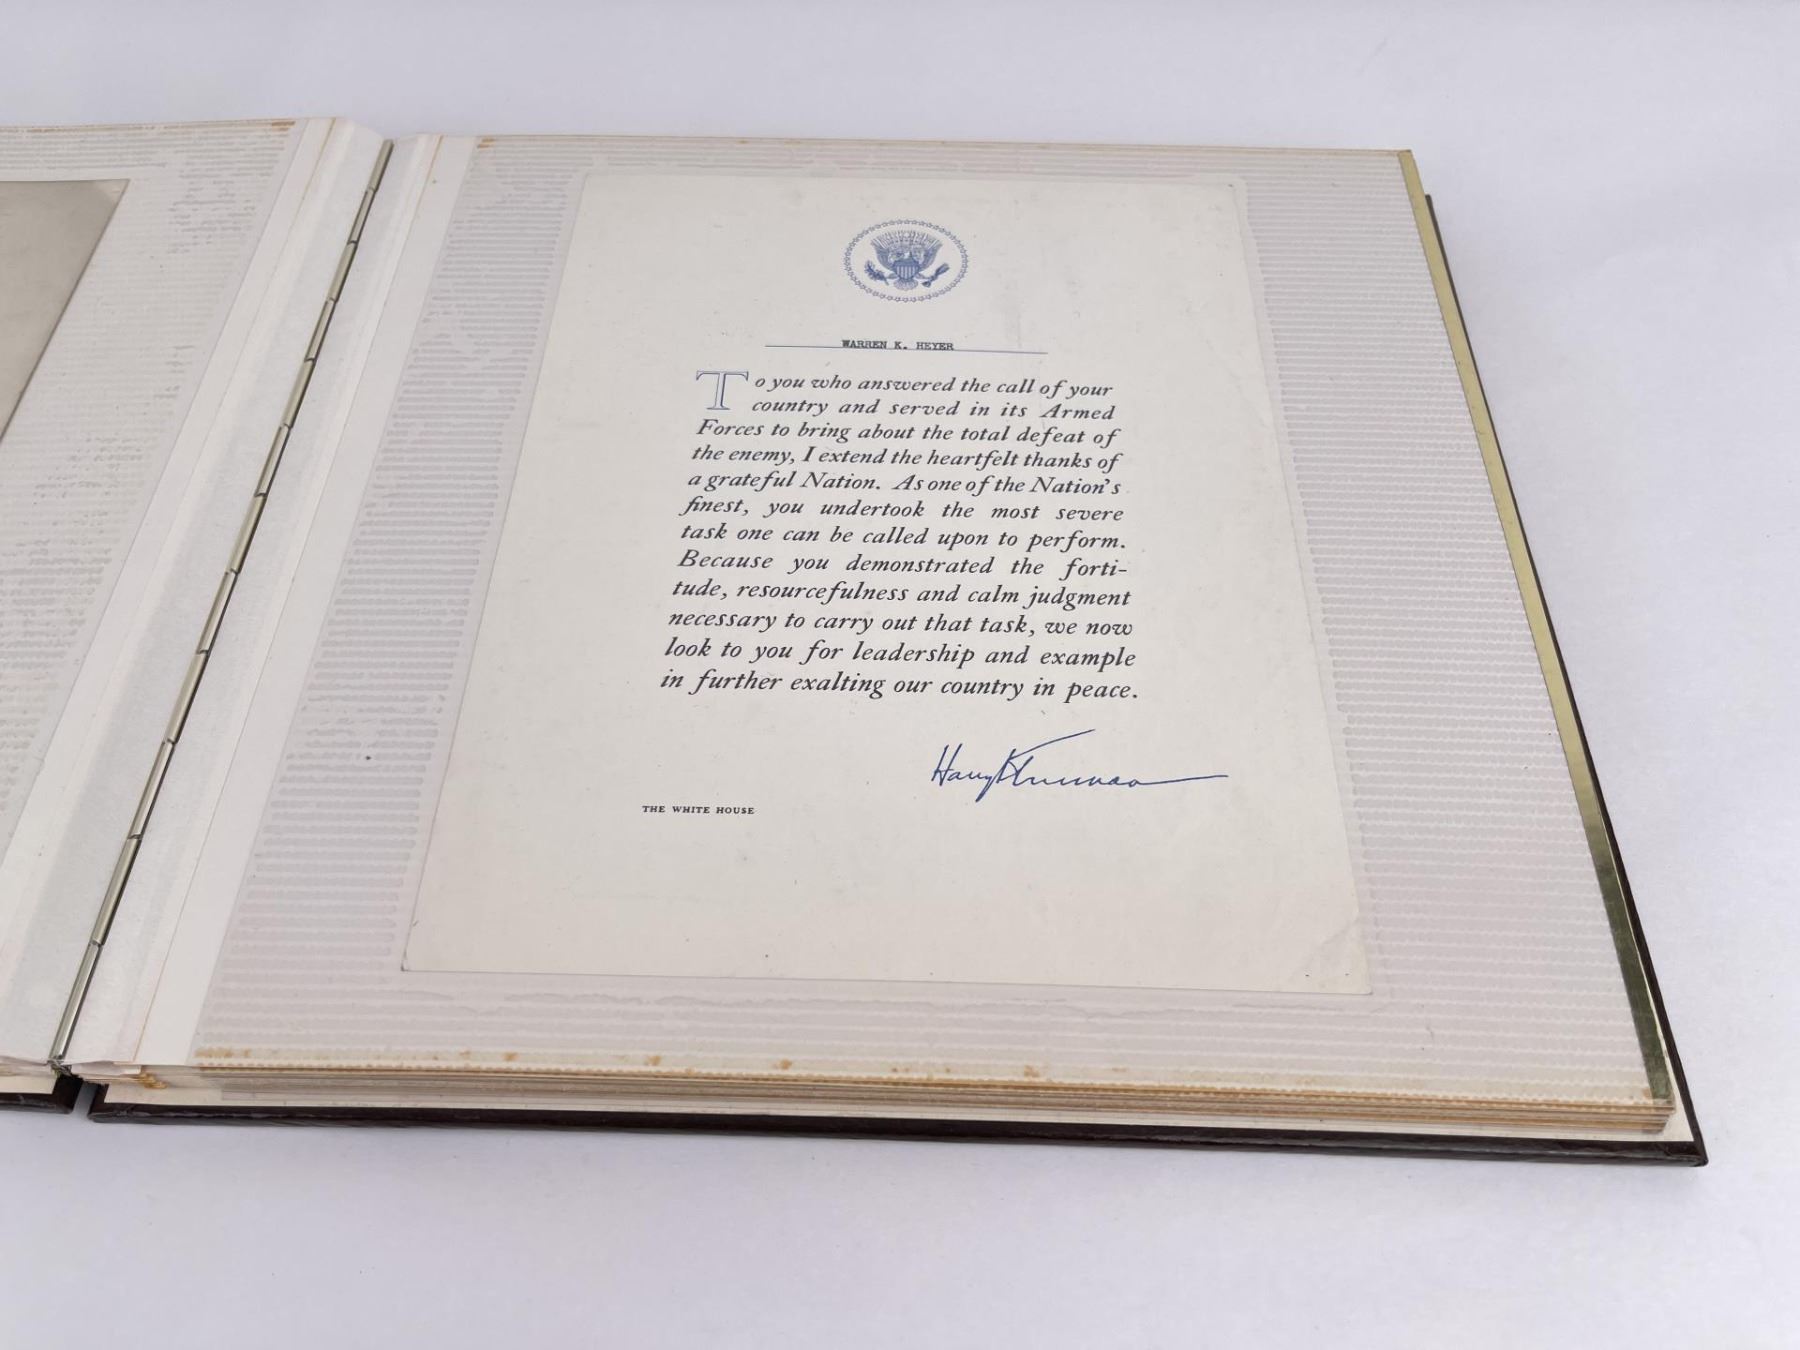 WARREN K. HEYER
To you who answered the call of your
country and served in its Armed
Forces to bring about the total defeat of
the enemy, I extend the heartfelt thanks of
a grateful Nation. As one of the Nation's
finest, you undertook the most severe
task one can be called upon to perform.
Because you demonstrated the forti-
tude, resourcefulness and calm judgment
necessary to carry out that task, we now
look to you for leadership and example
in further exalting our country in peace.
Harry S Truman
THE WHITE HOUSE